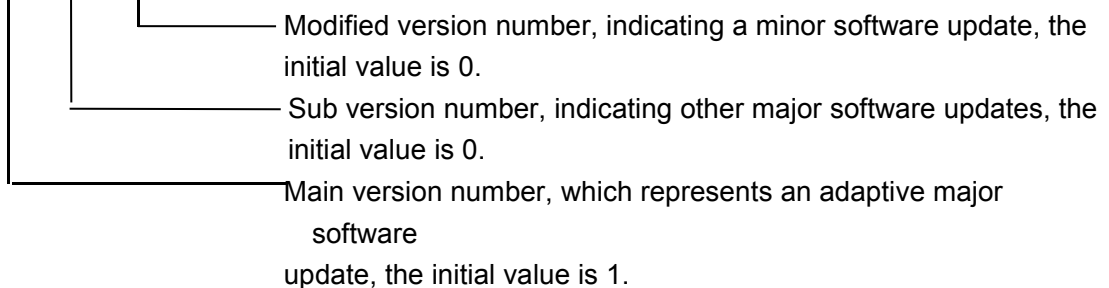 Modified version number, indicating a minor software update, the
initial value is 0.
Sub version number, indicating other major software updates, the
initial value is 0.
Main version number, which represents an adaptive major
software
update, the initial value is 1.